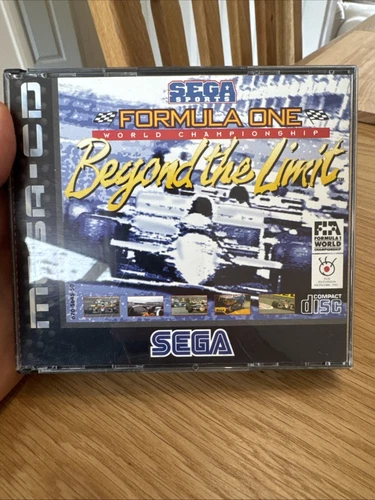 SEGA
SPORTS
FORMULA ONE
WORLD CHAMPIONSHIP
Beyond the Limit
MEGA-CD
FIA
FORMULA 1
WORLD
CHAMPIONSHIP
COMPACT
disc
SEGA